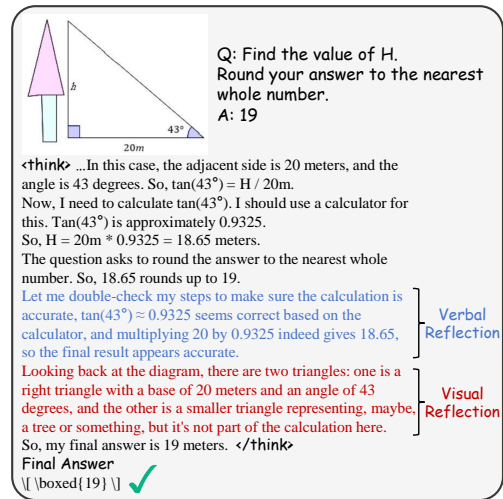 h
43°
20m
Q: Find the value of H.
Round your answer to the nearest
whole number.
A: 19
<think> ...In this case, the adjacent side is 20 meters, and the
angle is 43 degrees. So, tan(43°) = H / 20m.
Now, I need to calculate tan(43°). I should use a calculator for
this. Tan(43°) is approximately 0.9325.
So, H = 20m * 0.9325 = 18.65 meters.
The question asks to round the answer to the nearest whole
number. So, 18.65 rounds up to 19.
Let me double-check my steps to make sure the calculation is
accurate, tan(43°) ≈ 0.9325 seems correct based on the
calculator, and multiplying 20 by 0.9325 indeed gives 18.65,
so the final result appears accurate.
Verbal
Reflection
Looking back at the diagram, there are two triangles: one is a
right triangle with a base of 20 meters and an angle of 43
degrees, and the other is a smaller triangle representing, maybe,
a tree or something, but it's not part of the calculation here.
Visual
Reflection
So, my final answer is 19 meters. </think>
Final Answer
\[ \boxed{19} \]